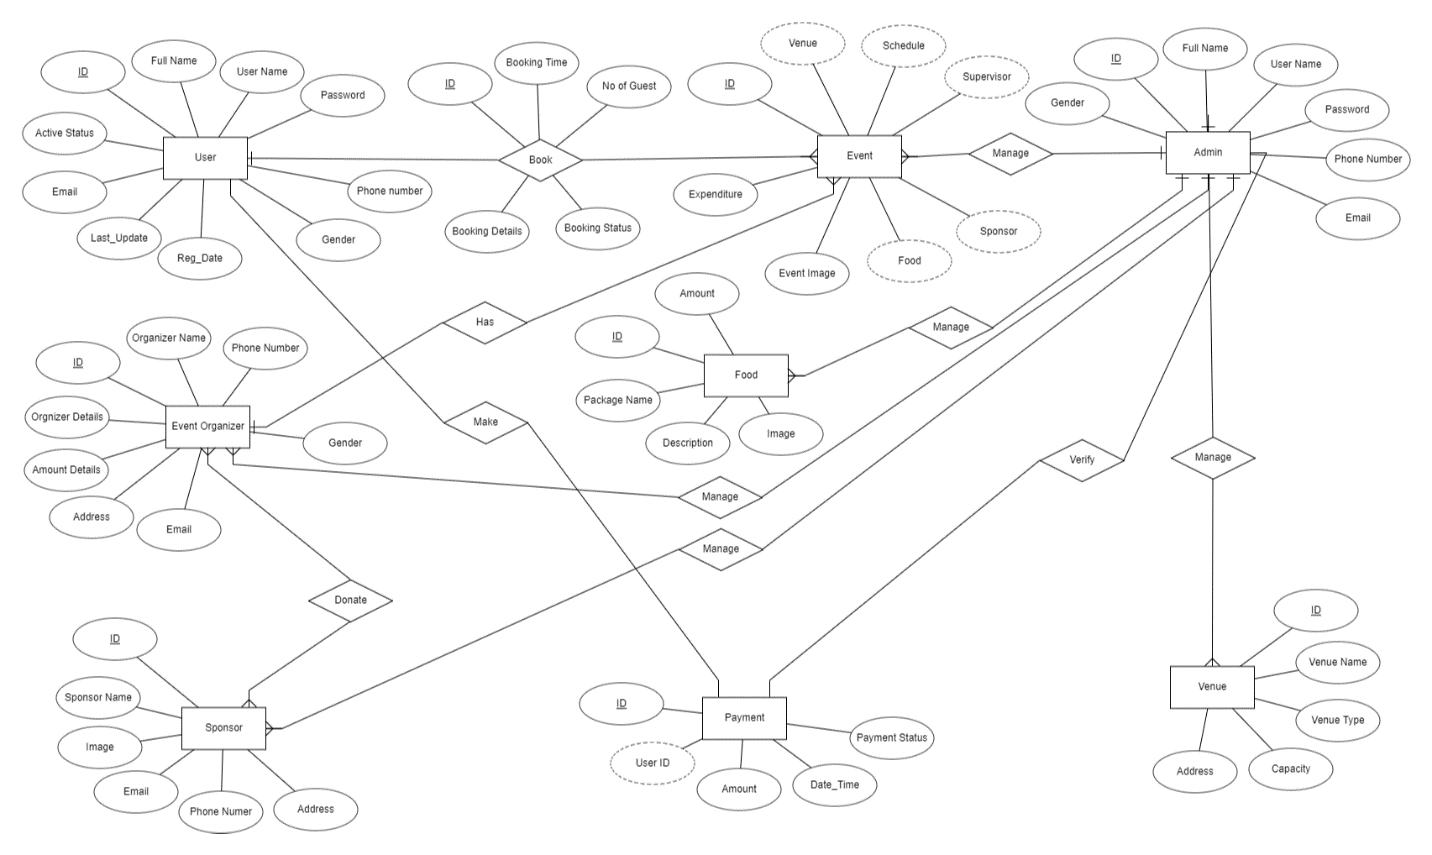 ID
Full Name
User Name
Password
Active Status
User
Email
Phone number
Last_Update
Reg_Date
Gender
ID
Booking Time
No of Guest
Book
Booking Details
Booking Status
Venue
Schedule
ID
Supervisor
Event
Expenditure
Sponsor
Food
Event Image
Manage
ID
Full Name
User Name
Gender
Password
Admin
Phone Number
Email
Has
Amount
ID
Manage
Food
Package Name
Description
Image
Organizer Name
Phone Number
ID
Orgnizer Details
Event Organizer
Gender
Amount Details
Address
Email
Make
Verify
Manage
Manage
Manage
Donate
ID
Sponsor Name
Sponsor
Image
Email
Phone Numer
Address
ID
Payment
Payment Status
User ID
Amount
Date_Time
ID
Venue Name
Venue
Venue Type
Address
Capacity